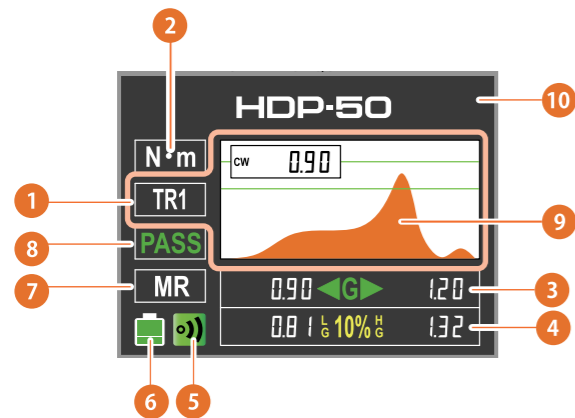 2
HDP-50
10
N•m
CW 0.90
1
TR1
8
PASS
9
7
MR
0.90 ◀G▶ 1.20
3
0.81 L G 10% H G 1.32
4
6
5